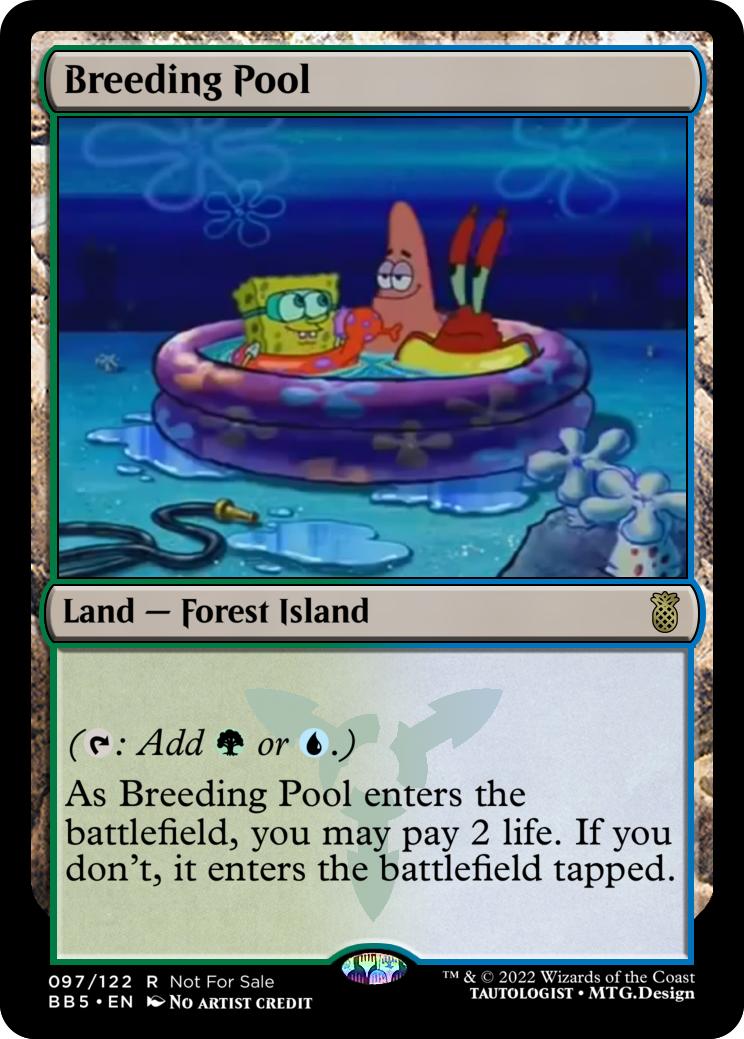 Breeding Pool
Land — Forest Island
(: Add or .)
As Breeding Pool enters the
battlefield, you may pay 2 life. If you
don't, it enters the battlefield tapped.
097/122 R Not For Sale
BB5 • EN No artist credit
™ & © 2022 Wizards of the Coast
TAUTOLOGIST • MTG.Design